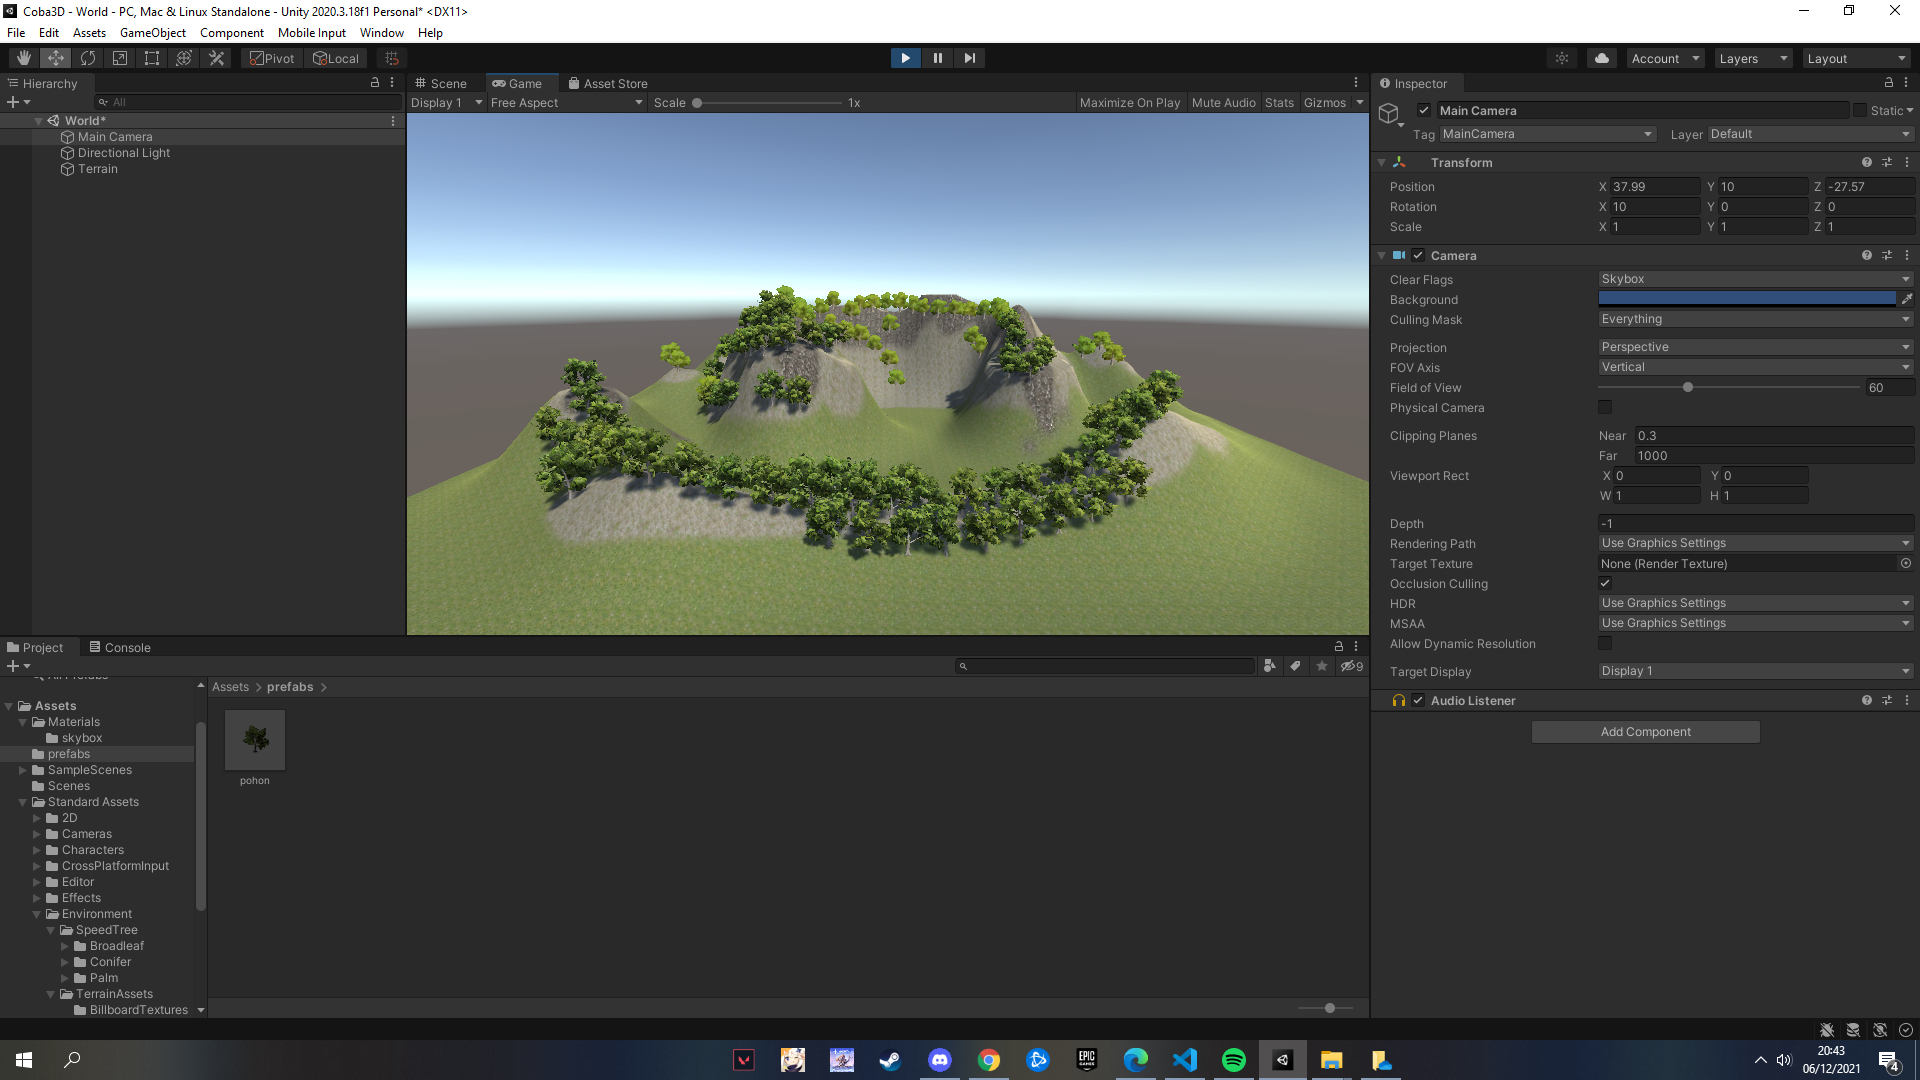 Coba3D - World - PC, Mac & Linux Standalone - Unity 2020.3.18f1 Personal* <DX11>
File Edit Assets GameObject Component Mobile Input Window Help
Pivot Local Account Layers Layout
Hierarchy
All
World*
Main Camera
Directional Light
Terrain
Scene Game Asset Store
Display 1 Free Aspect Scale 1x Maximize On Play Mute Audio Stats Gizmos
Inspector
Main Camera Static
Tag MainCamera Layer Default
Transform
Position X 37.99 Y 10 Z -27.57
Rotation X 10 Y 0 Z 0
Scale X 1 Y 1 Z 1
Camera
Clear Flags Skybox
Background
Culling Mask Everything
Projection Perspective
FOV Axis Vertical
Field of View 60
Physical Camera
Clipping Planes Near 0.3
Far 1000
Viewport Rect X 0 Y 0
W 1 H 1
Depth -1
Rendering Path Use Graphics Settings
Target Texture None (Render Texture)
Occlusion Culling
HDR Use Graphics Settings
MSAA Use Graphics Settings
Allow Dynamic Resolution
Target Display Display 1
Audio Listener
Add Component
Project Console
9
All Prefabs
Assets
Materials
skybox
prefabs
SampleScenes
Scenes
Standard Assets
2D
Cameras
Characters
CrossPlatformInput
Editor
Effects
Environment
SpeedTree
Broadleaf
Conifer
Palm
TerrainAssets
BillboardTextures
Assets > prefabs >
pohon
EPIC GAMES
20:43
06/12/2021
4